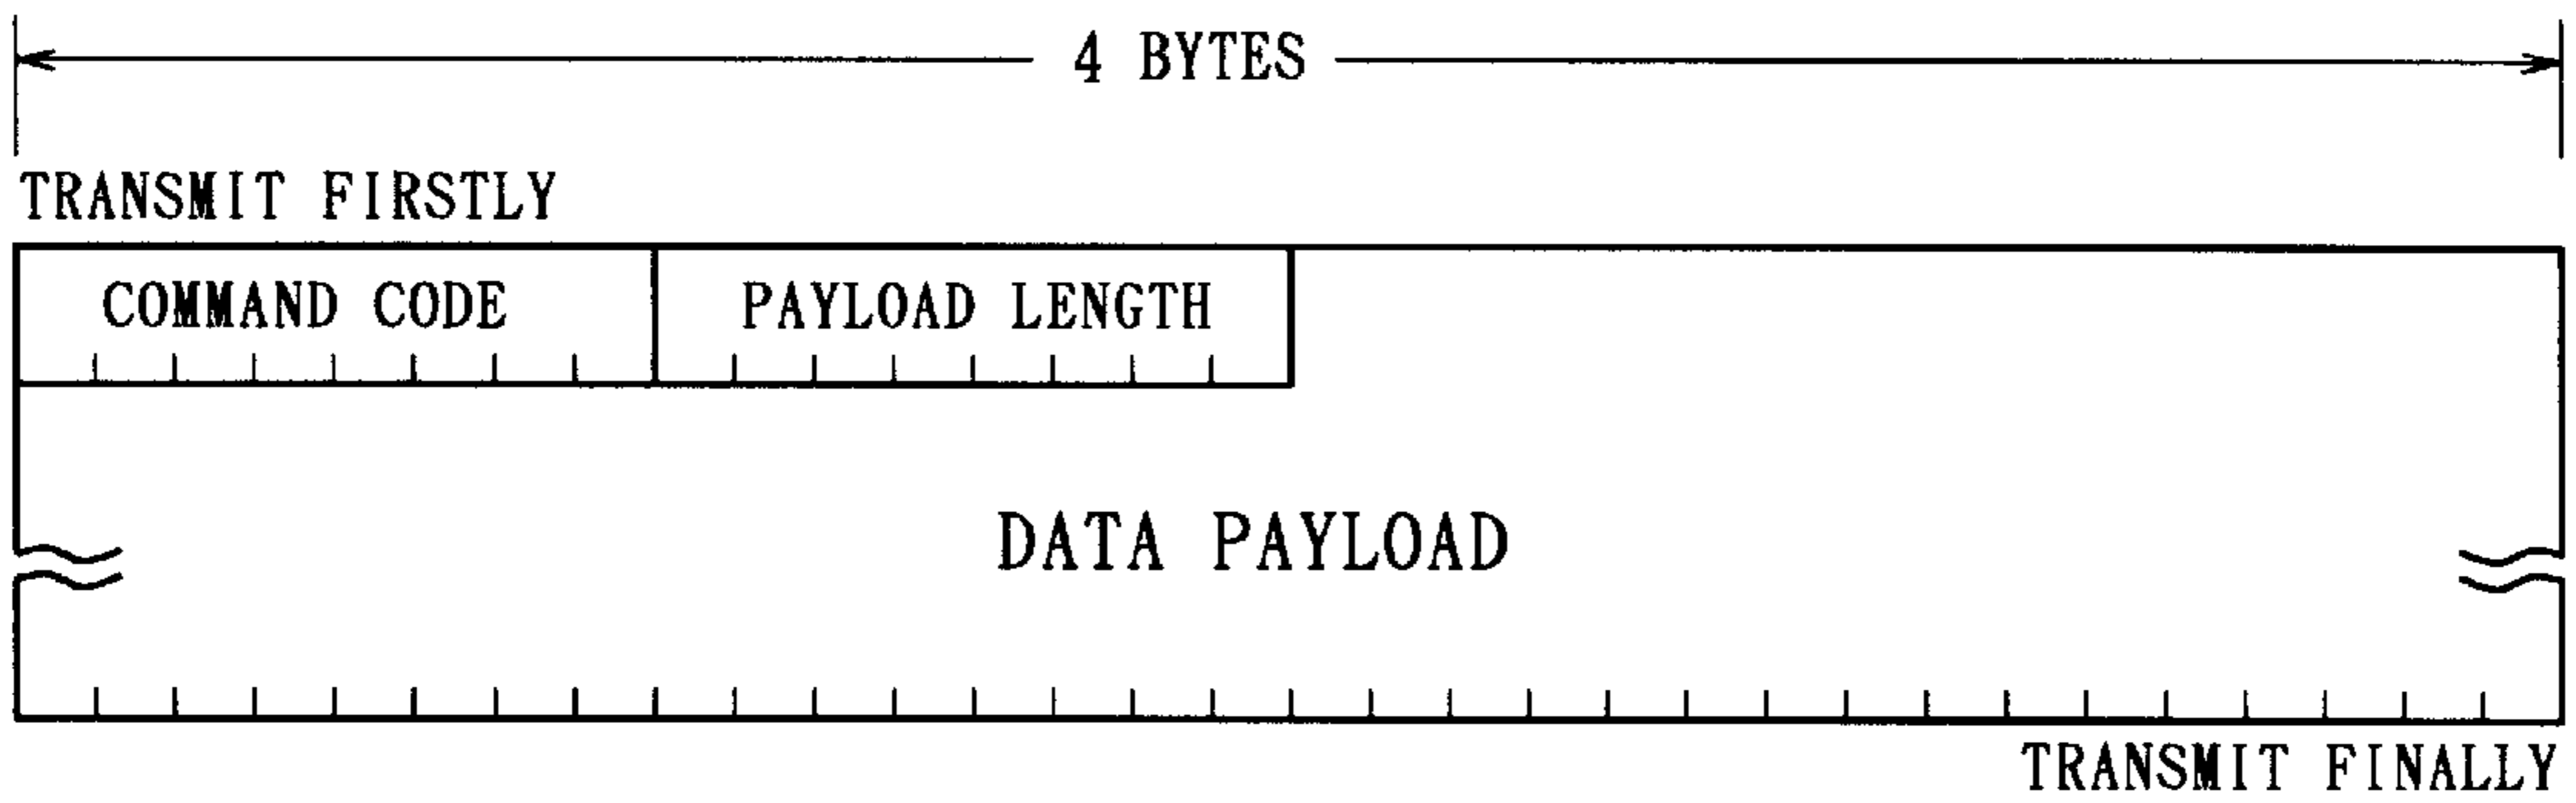 4 BYTES
TRANSMIT FIRSTLY
COMMAND CODE PAYLOAD LENGTH
DATA PAYLOAD
TRANSMIT FINALLY